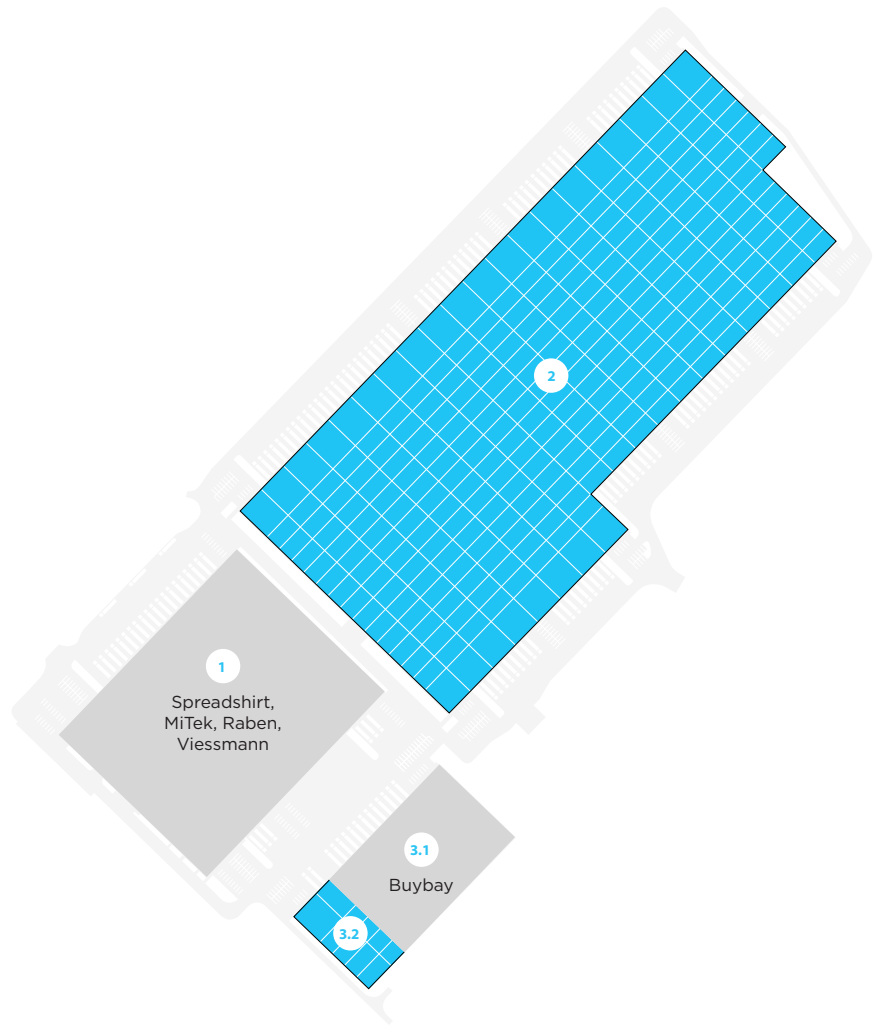 2
1
Spreadshirt,
MiTek, Raben,
Viessmann
3.1
Buybay
3.2